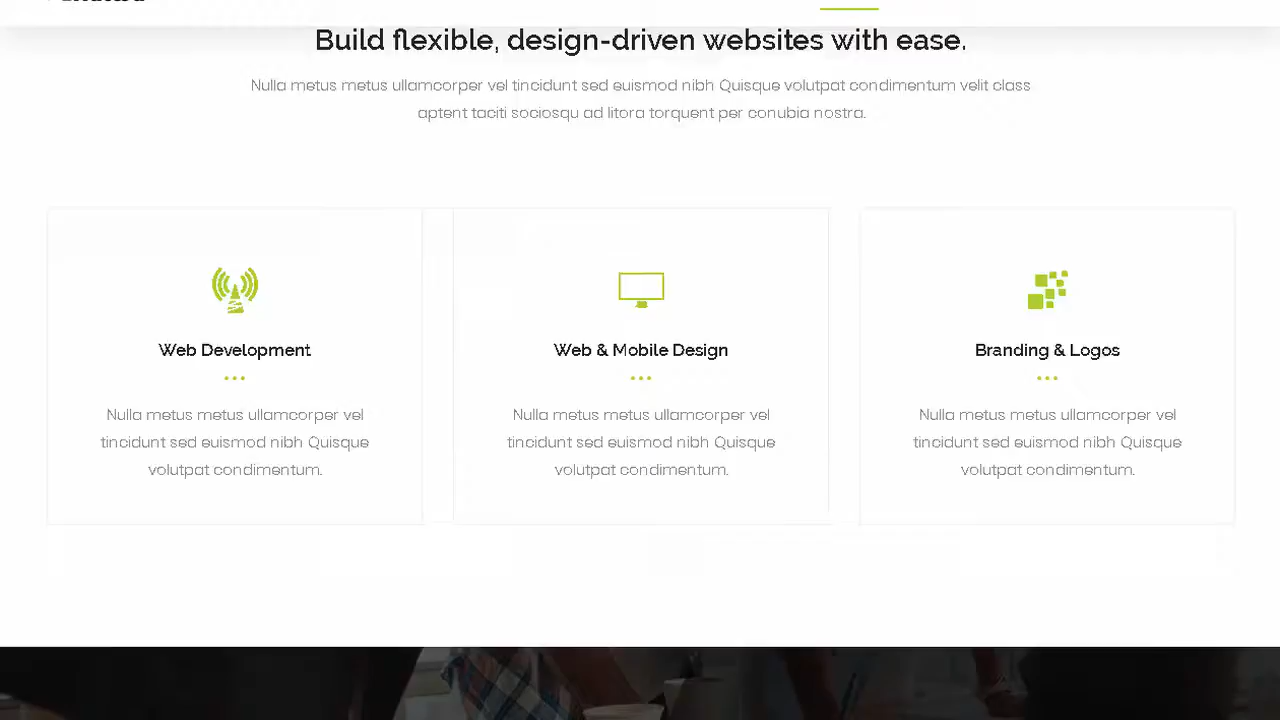 Build flexible, design-driven websites with ease.
Nulla metus metus ullamcorper vel tincidunt sed euismod nibh Quisque volutpat condimentum velit class
aptent taciti sociosqu ad litora torquent per conubia nostra.
Web Development
Nulla metus metus ullamcorper vel
tincidunt sed euismod nibh Quisque
volutpat condimentum.
Web & Mobile Design
Nulla metus metus ullamcorper vel
tincidunt sed euismod nibh Quisque
volutpat condimentum.
Branding & Logos
Nulla metus metus ullamcorper vel
tincidunt sed euismod nibh Quisque
volutpat condimentum.